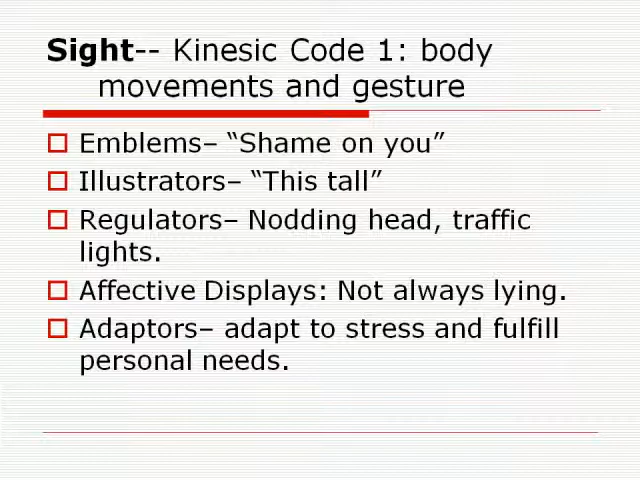 Sight-- Kinesic Code 1: body
movements and gesture
Emblems– “Shame on you”
Illustrators– “This tall”
Regulators– Nodding head, traffic
lights.
Affective Displays: Not always lying.
Adaptors– adapt to stress and fulfill
personal needs.